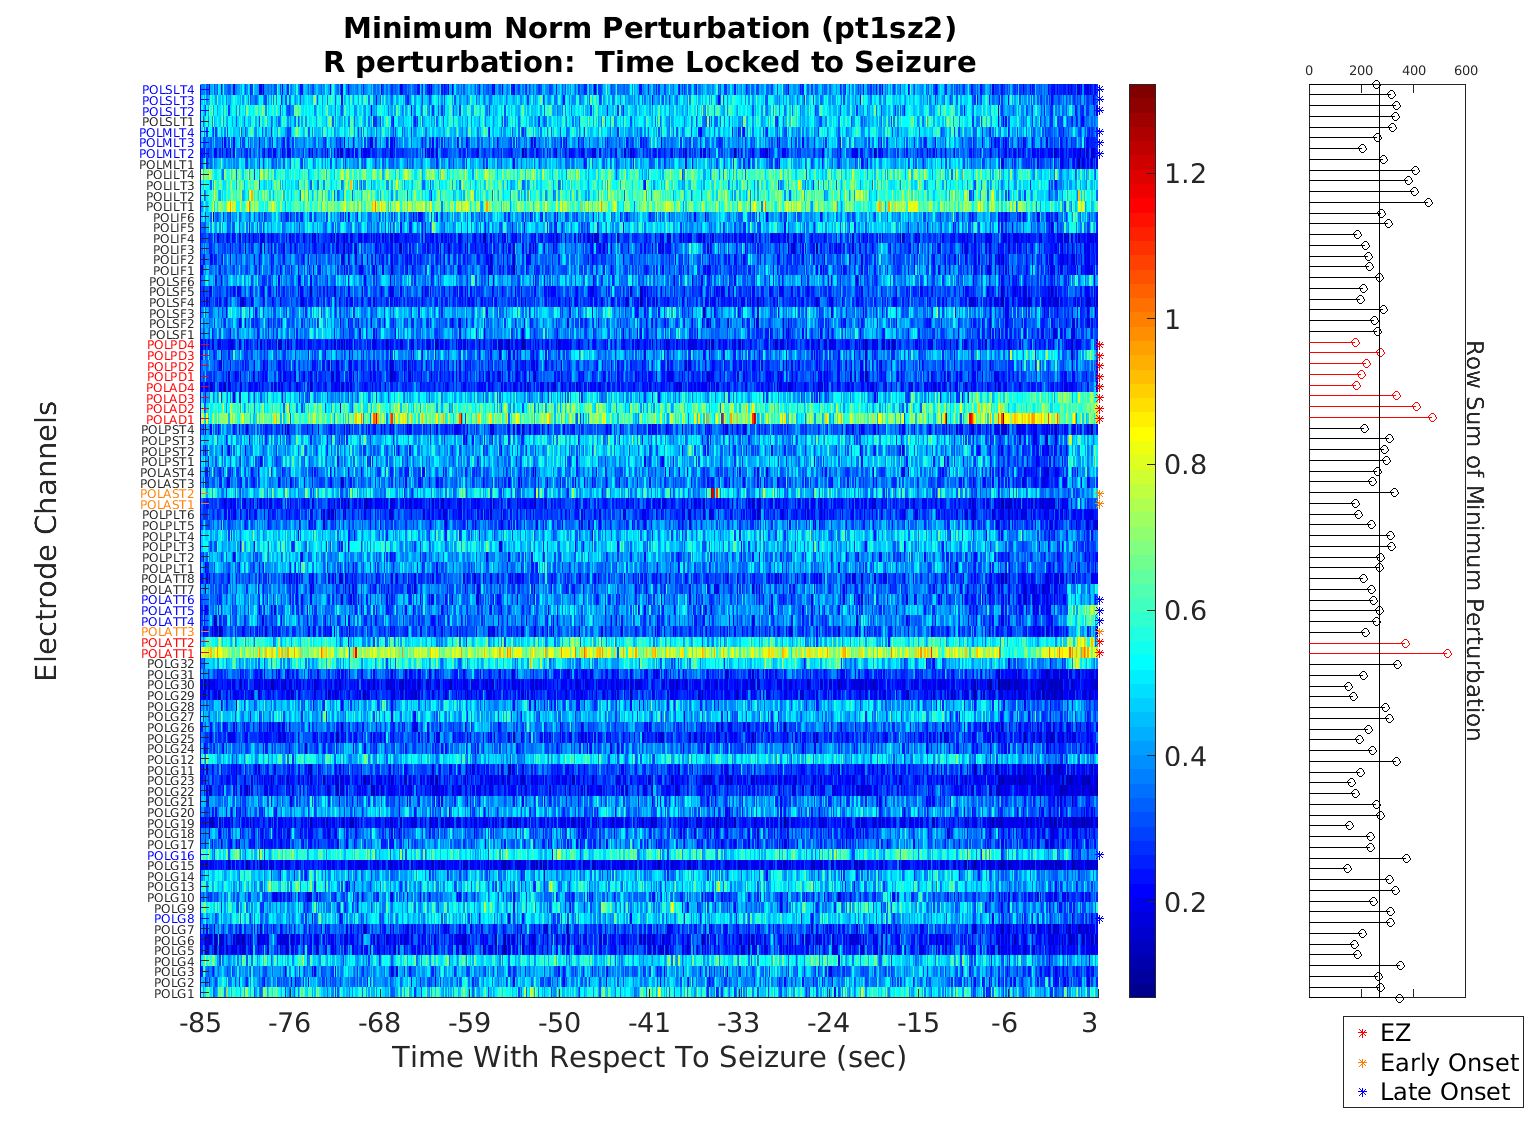 Minimum Norm Perturbation (pt1sz2)
R perturbation: Time Locked to Seizure
Electrode Channels
POLSLT4
POLSLT3
POLSLT2
POLSLT1
POLMLT4
POLMLT3
POLMLT2
POLMLT1
POLILT4
POLILT3
POLILT2
POLILT1
POLIF6
POLIF5
POLIF4
POLIF3
POLIF2
POLIF1
POLSF6
POLSF5
POLSF4
POLSF3
POLSF2
POLSF1
POLPD4
POLPD3
POLPD2
POLPD1
POLAD4
POLAD3
POLAD2
POLAD1
POLPST4
POLPST3
POLPST2
POLPST1
POLAST4
POLAST3
POLAST2
POLAST1
POLPLT6
POLPLT5
POLPLT4
POLPLT3
POLPLT2
POLPLT1
POLATT8
POLATT7
POLATT6
POLATT5
POLATT4
POLATT3
POLATT2
POLATT1
POLG32
POLG31
POLG30
POLG29
POLG28
POLG27
POLG26
POLG25
POLG24
POLG12
POLG11
POLG23
POLG22
POLG21
POLG20
POLG19
POLG18
POLG17
POLG16
POLG15
POLG14
POLG13
POLG10
POLG9
POLG8
POLG7
POLG6
POLG5
POLG4
POLG3
POLG2
POLG1
-85 -76 -68 -59 -50 -41 -33 -24 -15 -6 3
Time With Respect To Seizure (sec)
1.2
1
0.8
0.6
0.4
0.2
0 200 400 600
Row Sum of Minimum Perturbation
EZ
Early Onset
Late Onset